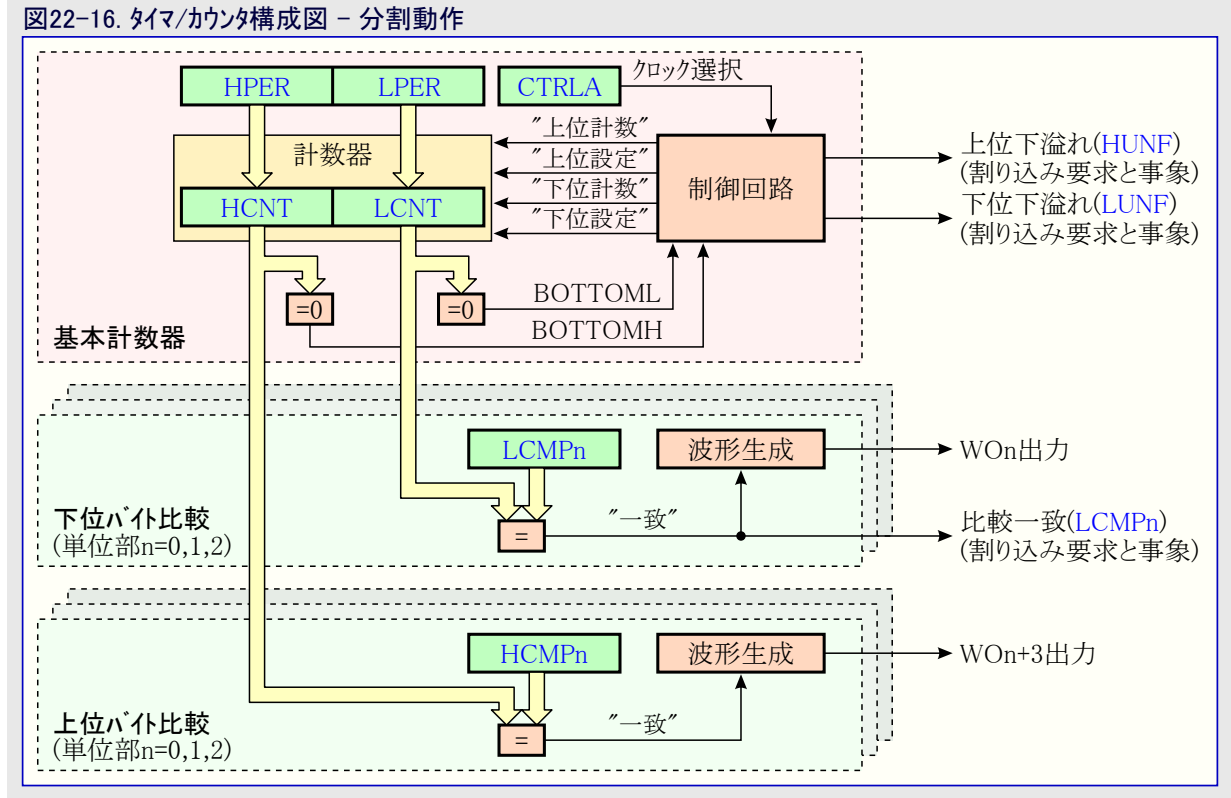 図22-16. ﾀｲﾏ/ｶｳﾝﾀ構成図 - 分割動作
HPER
LPER
CTRLA
ｸﾛｯｸ選択
計数器
"上位計数"
"上位設定"
"下位計数"
"下位設定"
制御回路
上位下溢れ(HUNF)
(割り込み要求と事象)
下位下溢れ(LUNF)
(割り込み要求と事象)
HCNT
LCNT
=0
=0
BOTTOML
BOTTOMH
基本計数器
LCMPn
波形生成
WOn出力
下位ﾊﾞｲﾄ比較
(単位部n=0,1,2)
=
"一致"
比較一致(LCMPn)
(割り込み要求と事象)
HCMPn
波形生成
WOn+3出力
上位ﾊﾞｲﾄ比較
(単位部n=0,1,2)
=
"一致"